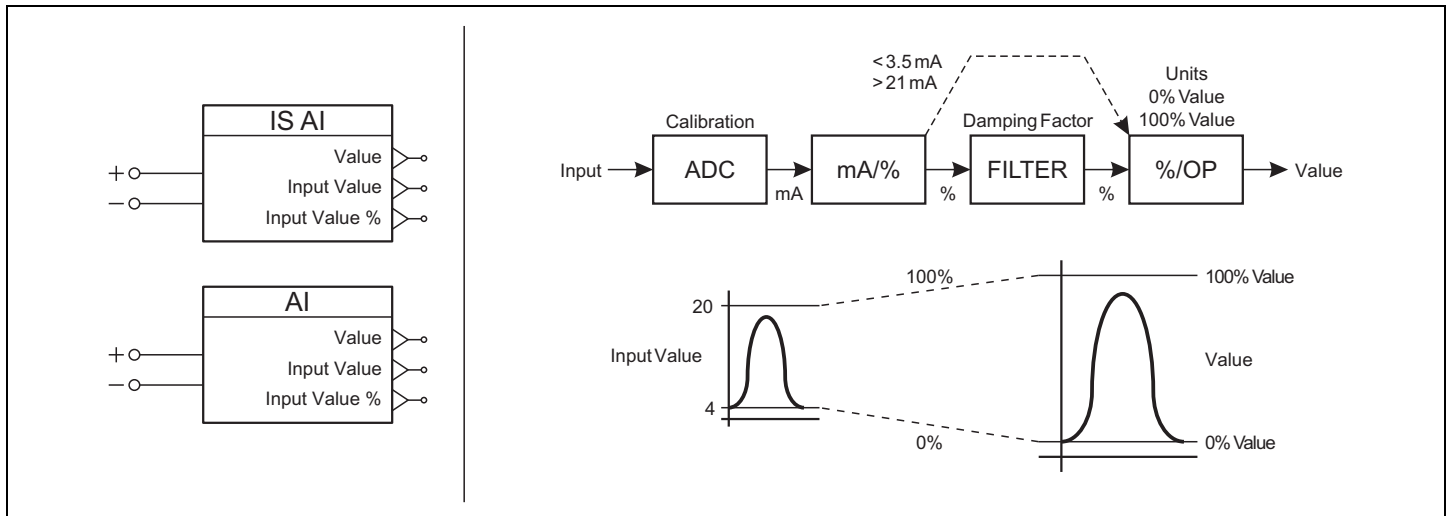 IS AI
Value
+
Input Value
−
Input Value %
AI
Value
+
Input Value
−
Input Value %
<3.5 mA
>21 mA
Units
0% Value
100% Value
Calibration
Damping Factor
Input
ADC
mA
mA/%
%
FILTER
%
%/OP
Value
20
100%
100% Value
Input Value
Value
4
0%
0% Value